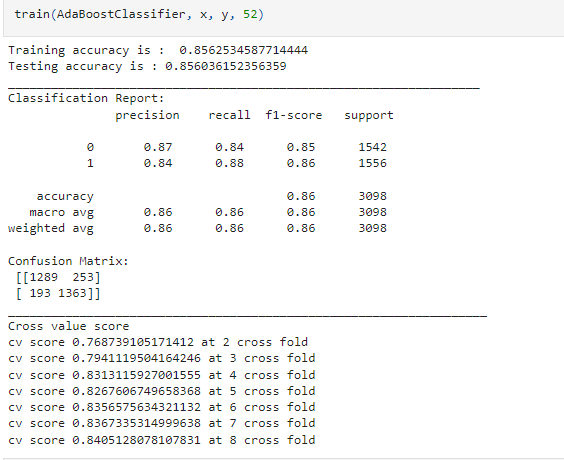 train(AdaBoostClassifier, x, y, 52)
Training accuracy is :  0.8562534587714444
Testing accuracy is : 0.856036152356359
Classification Report:
precision    recall  f1-score   support
0       0.87      0.84      0.85      1542
1       0.84      0.88      0.86      1556
accuracy                           0.86      3098
macro avg       0.86      0.86      0.86      3098
weighted avg       0.86      0.86      0.86      3098
Confusion Matrix:
[[1289  253]
[ 193 1363]]
Cross value score
cv score 0.768739105171412 at 2 cross fold
cv score 0.7941119504164246 at 3 cross fold
cv score 0.8313115927001555 at 4 cross fold
cv score 0.8267606749658368 at 5 cross fold
cv score 0.8356575634321132 at 6 cross fold
cv score 0.8367335314999638 at 7 cross fold
cv score 0.8405128078107831 at 8 cross fold